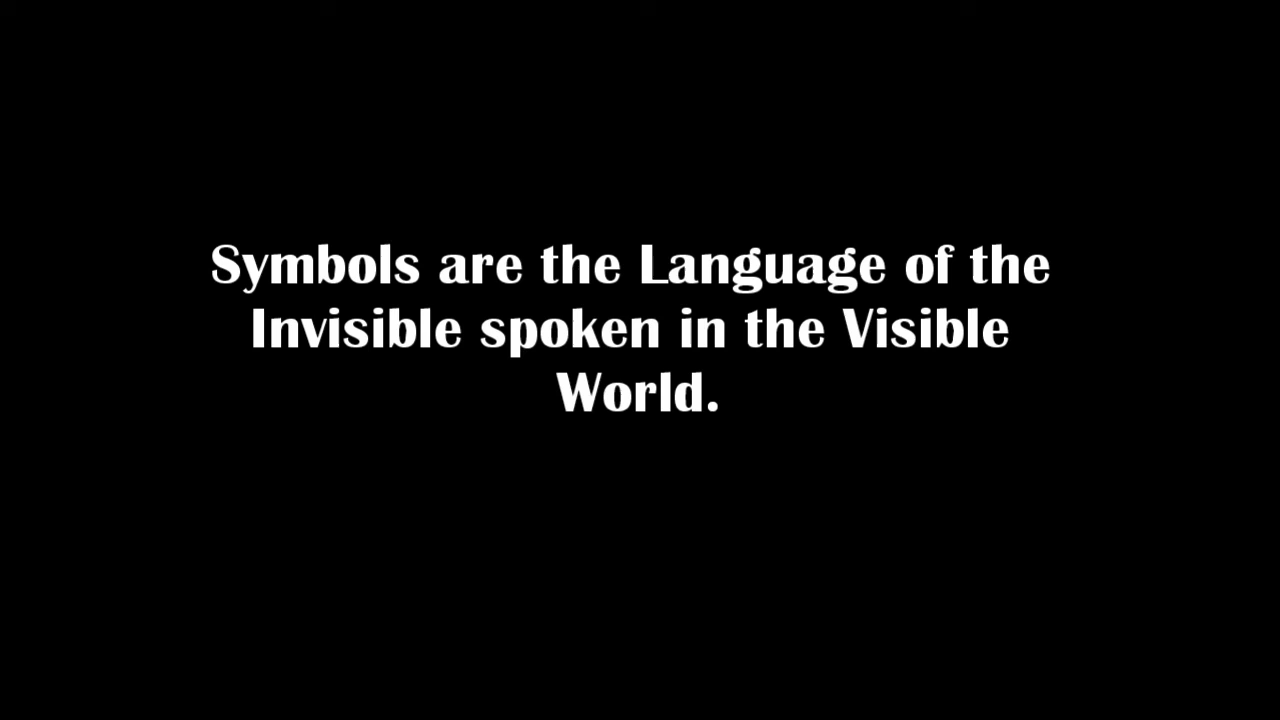 Symbols are the Language of the
Invisible spoken in the Visible
World.